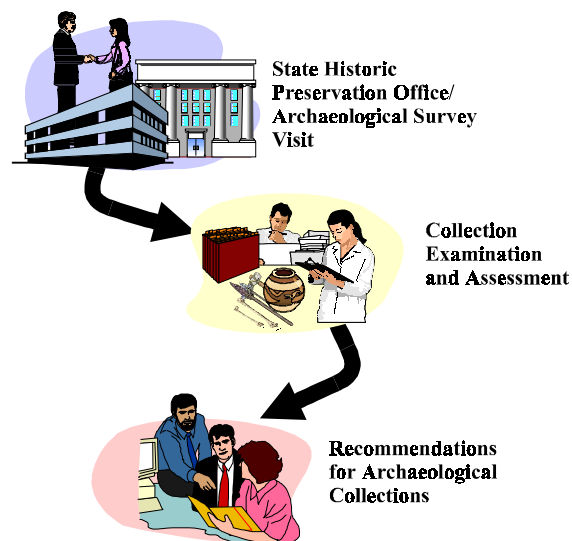 State Historic
Preservation Office/
Archaeological Survey
Visit
Collection
Examination
and Assessment
Recommendations
for Archaeological
Collections